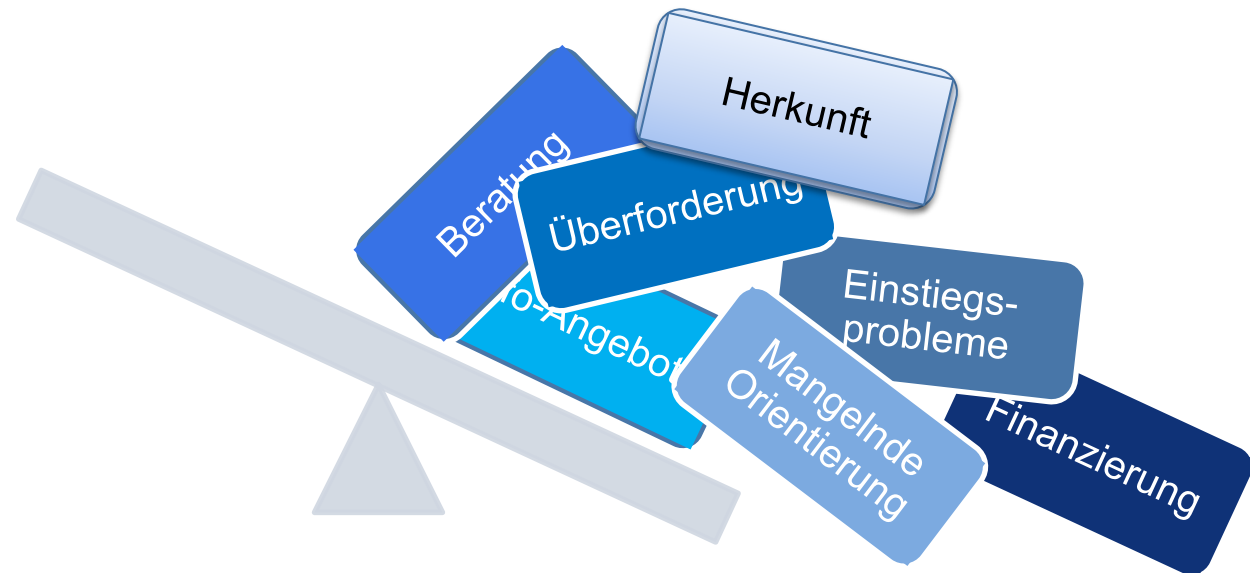 Herkunft
Beratung
Überforderung
Einstiegs-
probleme
Mangelnde
Orientierung
Finanzierung